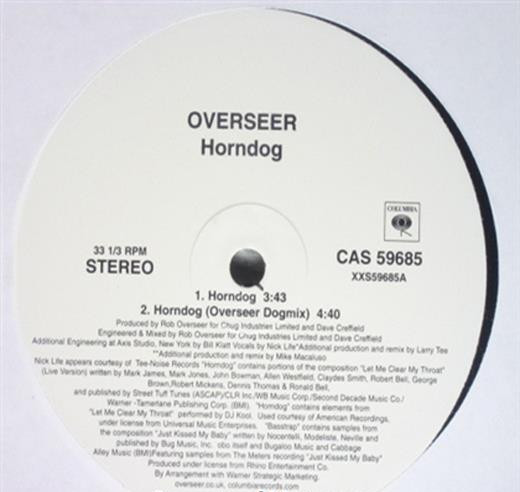 OVERSEER
Horndog
COLUMBIA
33 1/3 RPM
STEREO
CAS 59685
XXS59685A
1. Horndog 3:43
2. Horndog (Overseer Dogmix) 4:40
Produced by Rob Overseer for Chug Industries Limited and Dave Creffield
Engineered & Mixed by Rob Overseer for Chug Industries Limited and Dave Creffield
Additional Engineering at Axis Studio, New York by Bill Klatt Vocals by Nick Life*Additional production and remix by Larry Tee
**Additional production and remix by Mike Macaluso
Nick Life appears courtesy of Tee-Noise Records "Horndog" contains portions of the composition "Let Me Clear My Throat"
(Live Version) written by Mark James, Mark Jones, John Bowman, Allen Westfield, Claydes Smith, Robert Bell, George
Brown,Robert Mickens, Dennis Thomas & Ronald Bell,
and published by Street Tuff Tunes (ASCAP)/CLR Inc./WB Music Corp./Second Decade Music Co./
Warner -Tamerlane Publishing Corp. (BMI). "Horndog" contains elements from
"Let Me Clear My Throat" performed by DJ Kool. Used courtesy of American Recordings,
under license from Universal Music Enterprises. "Basstrap" contains samples from
the composition "Just Kissed My Baby" written by Nocentelli, Modeliste, Neville and
published by Bug Music, Inc. obo itself and Bugaloo Music and Cabbage
Alley Music (BMI)Featuring samples from The Meters recording "Just Kissed My Baby"
Produced under license from Rhino Entertainment Co.
By Arrangement with Warner Strategic Marketing.
overseer.co.uk, columbiarecords.com